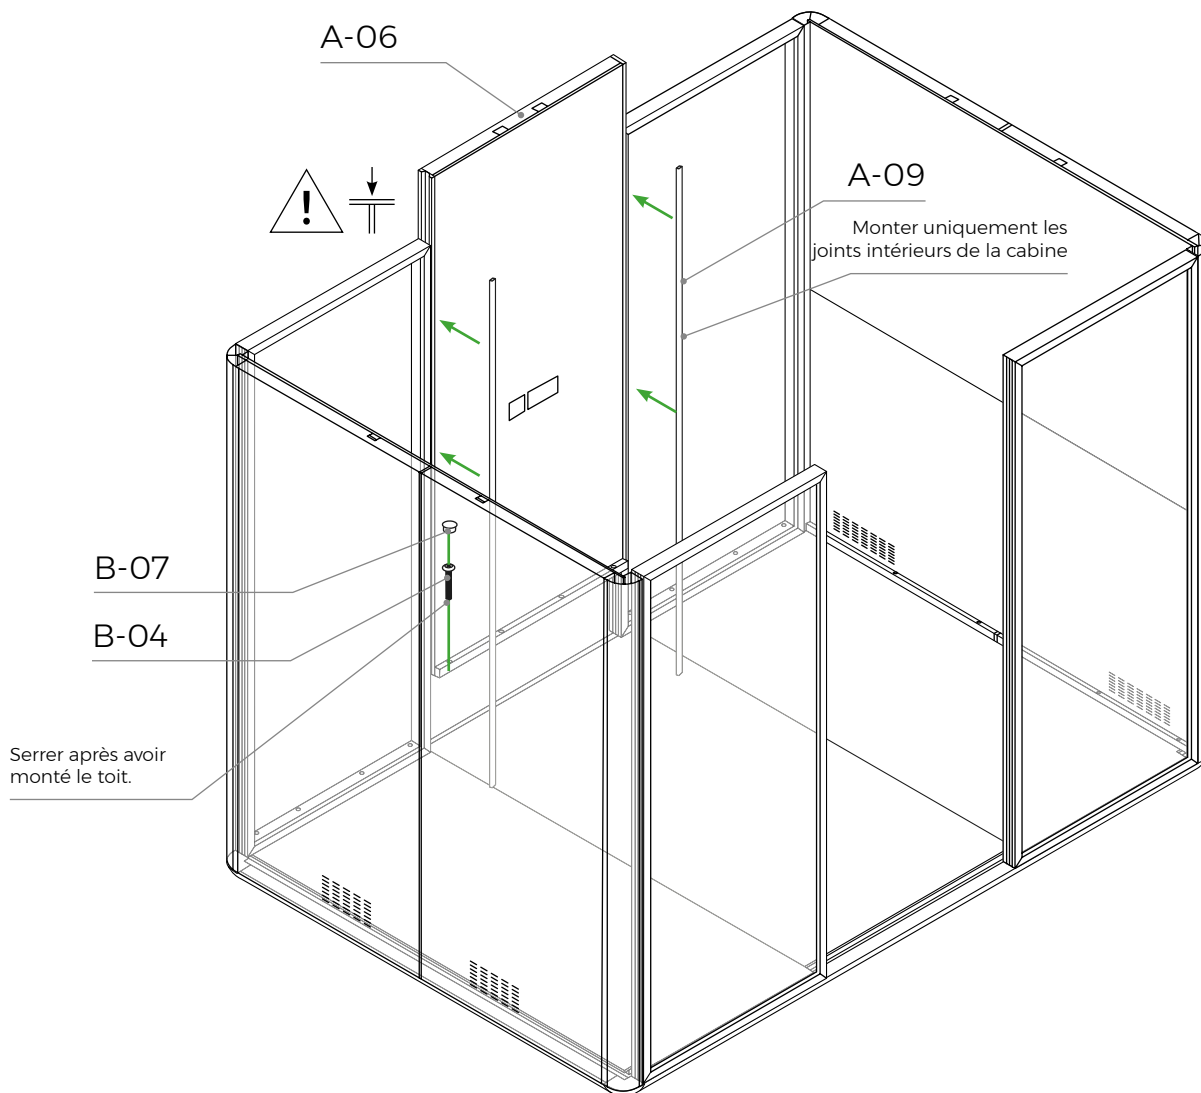 A-06
A-09
Monter uniquement les
joints intérieurs de la cabine
!
B-07
B-04
Serrer après avoir
monté le toit.